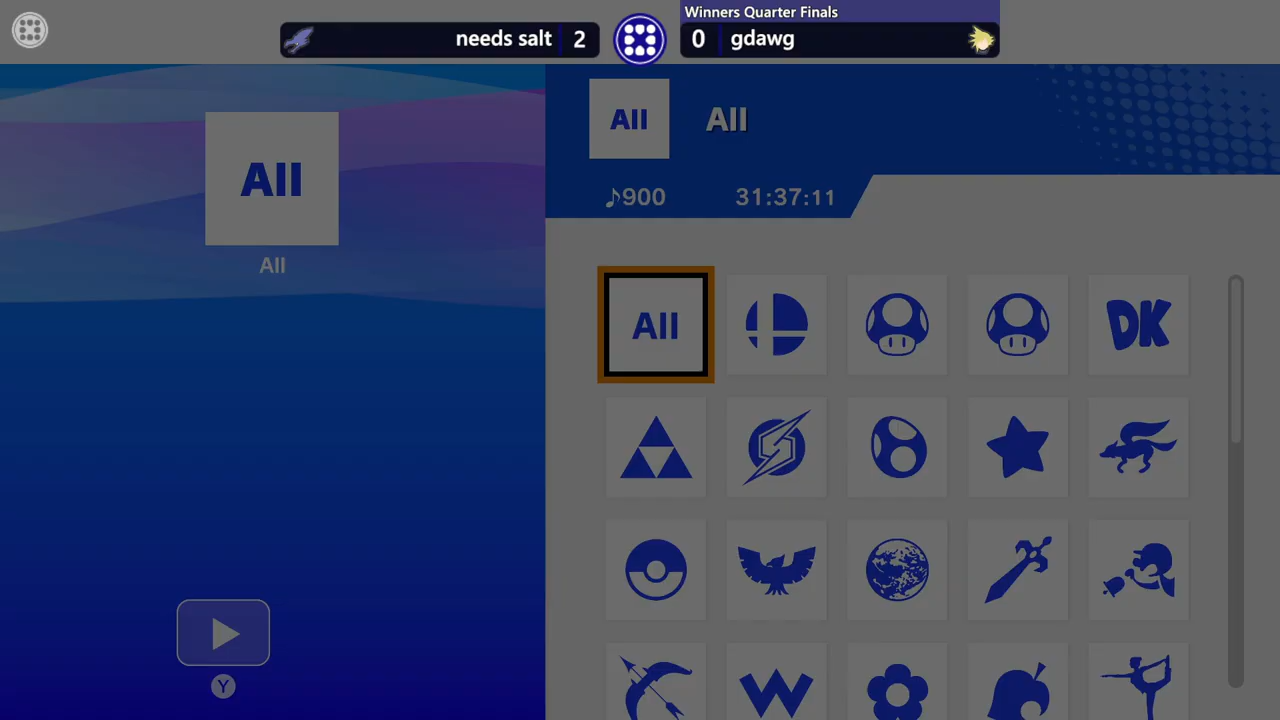 Winners Quarter Finals
needs salt 2
0 gdawg
All
All
All
All
♪900 31:37:11
All
DK
Y